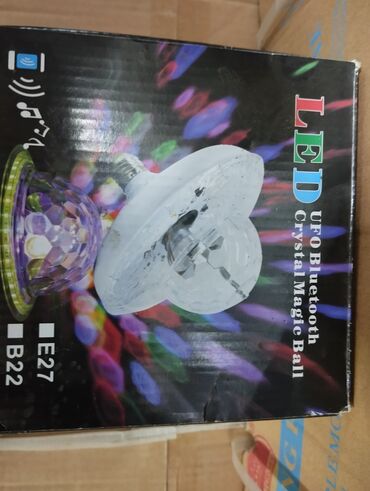 LED
UFO Bluetooth
Crystal Magic Ball
E27
B22